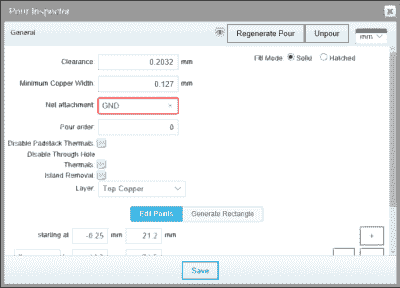 Pour Inspector
General
Regenerate Pour
Unpour
mm
Clearance: 0.2032 mm
Fill Mode Solid Hatched
Minimum Copper Width: 0.127 mm
Net attachment: GND
Pour order: 0
Disable Padstack Thermals:
Disable Through Hole
Thermals:
Island Removal:
Layer: Top Copper
Edit Points Generate Rectangle
starting at -0.25 mm 21.2 mm +
Save